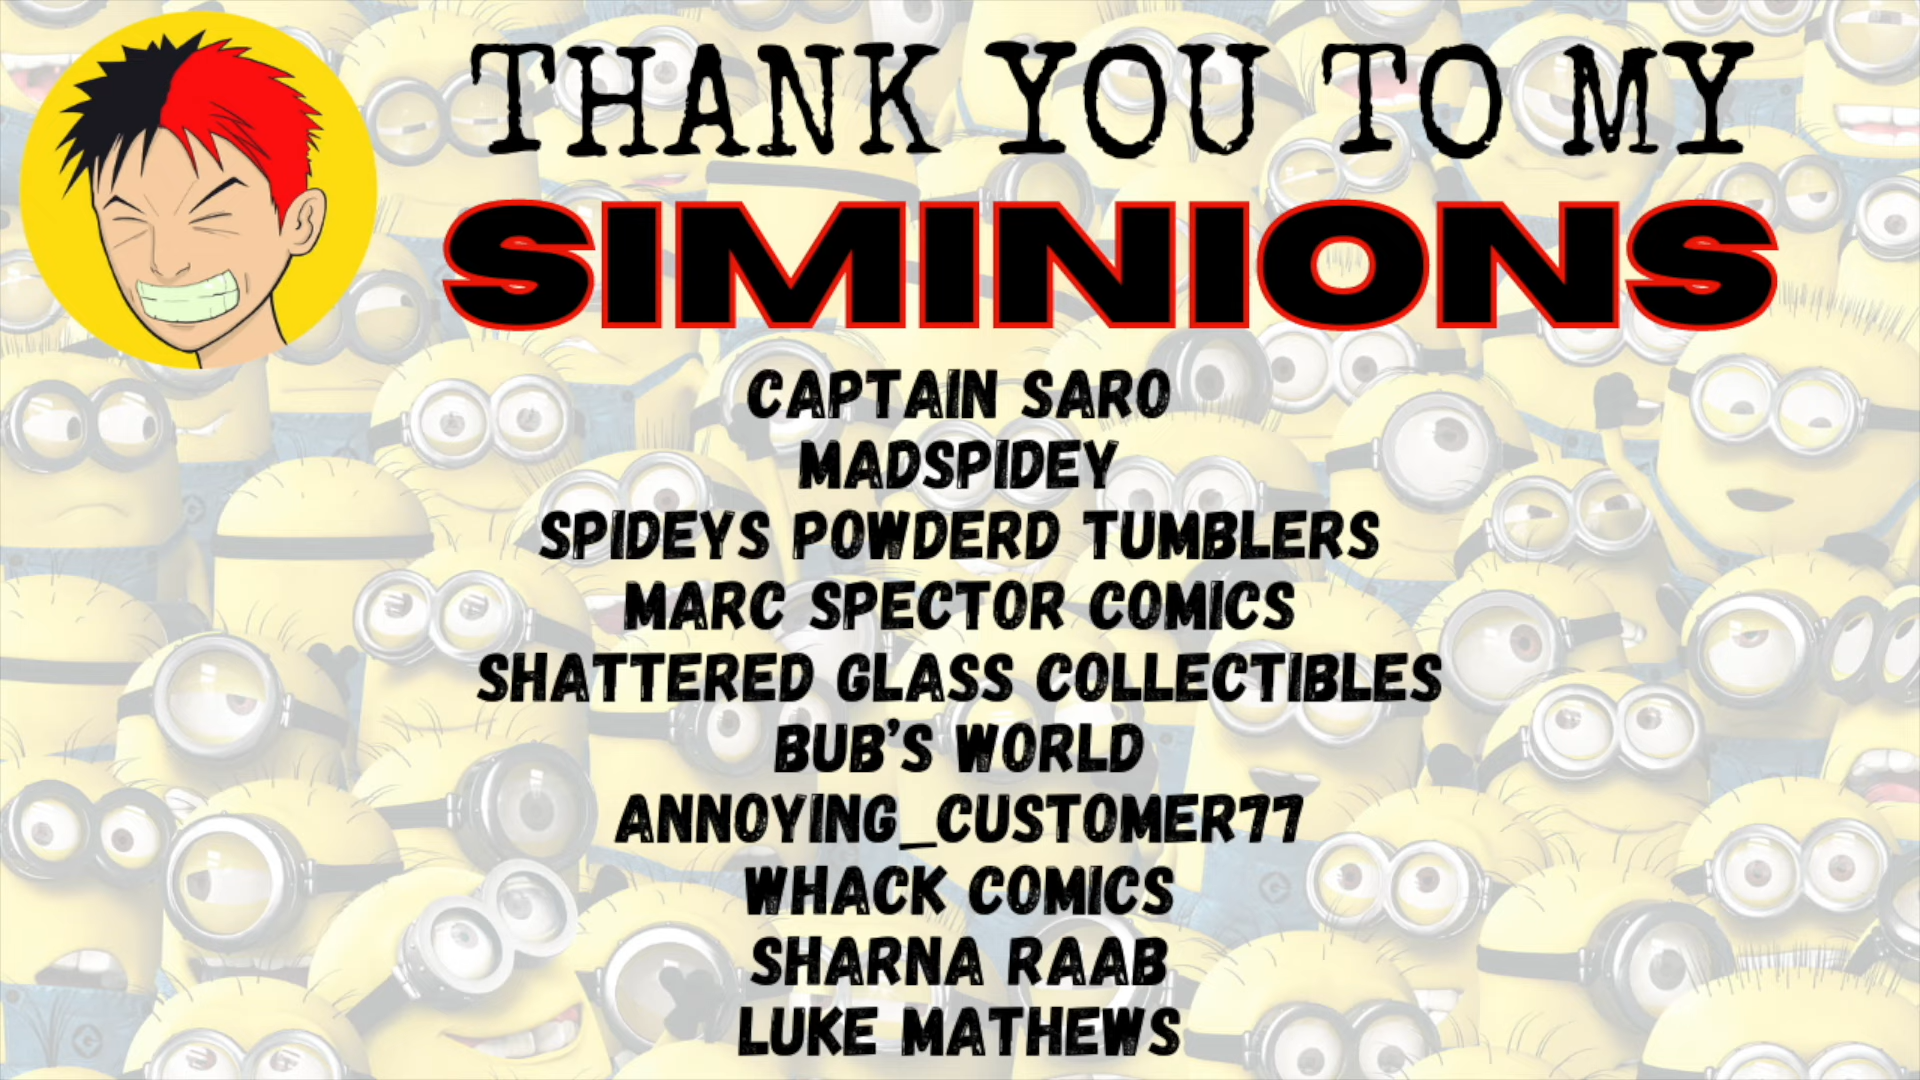 THANK YOU TO MY
SIMINIONS
CAPTAIN SARO
MADSPIDEY
SPIDEYS POWDERD TUMBLERS
MARC SPECTOR COMICS
SHATTERED GLASS COLLECTIBLES
BUB’S WORLD
ANNOYING_CUSTOMER77
WHACK COMICS
SHARNA RAAB
LUKE MATHEWS